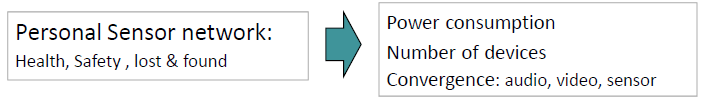 Personal Sensor network:
Health, Safety , lost & found
Power consumption
Number of devices
Convergence: audio, video, sensor